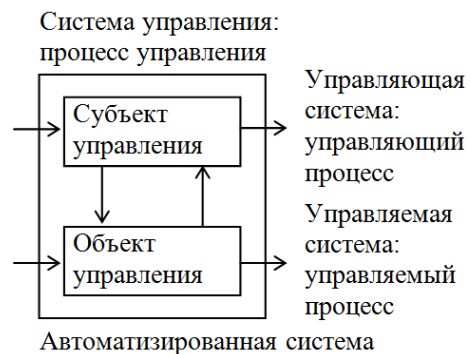 Система управления:
процесс управления
Субъект
управления
Управляющая
система:
управляющий
процесс
Объект
управления
Управляемая
система:
управляемый
процесс
Автоматизированная система